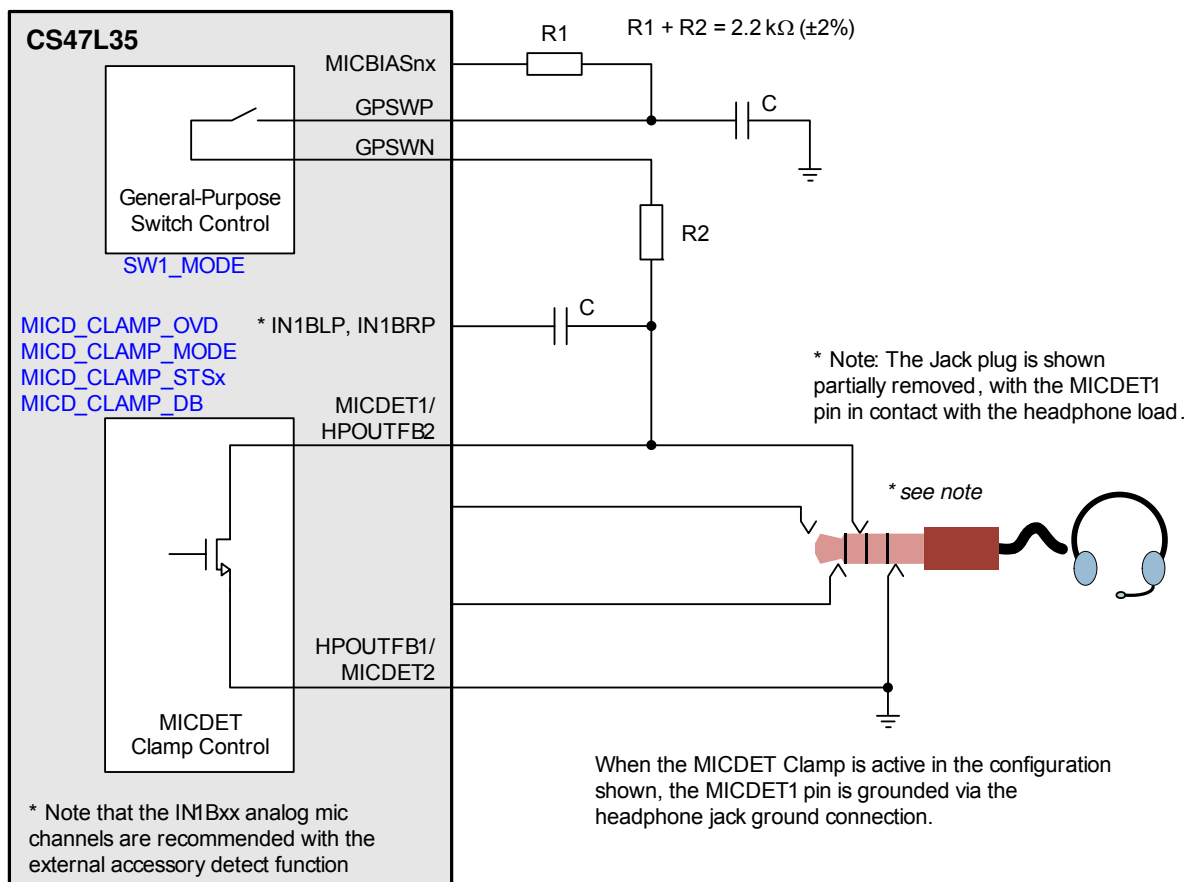 CS47L35
R1
R1 + R2 = 2.2 kΩ (±2%)
MICBIASnx
GPSWP
C
GPSWN
General-Purpose
Switch Control
R2
SW1_MODE
C
MICD_CLAMP_OVD
* IN1BLP, IN1BRP
MICD_CLAMP_MODE
MICD_CLAMP_STSx
MICD_CLAMP_DB
* Note: The Jack plug is shown
partially removed, with the MICDET1
pin in contact with the headphone load.
MICDET1/
HPOUTFB2
* see note
HPOUTFB1/
MICDET2
MICDET
Clamp Control
When the MICDET Clamp is active in the configuration
shown, the MICDET1 pin is grounded via the
headphone jack ground connection.
* Note that the IN1Bxx analog mic
channels are recommended with the
external accessory detect function